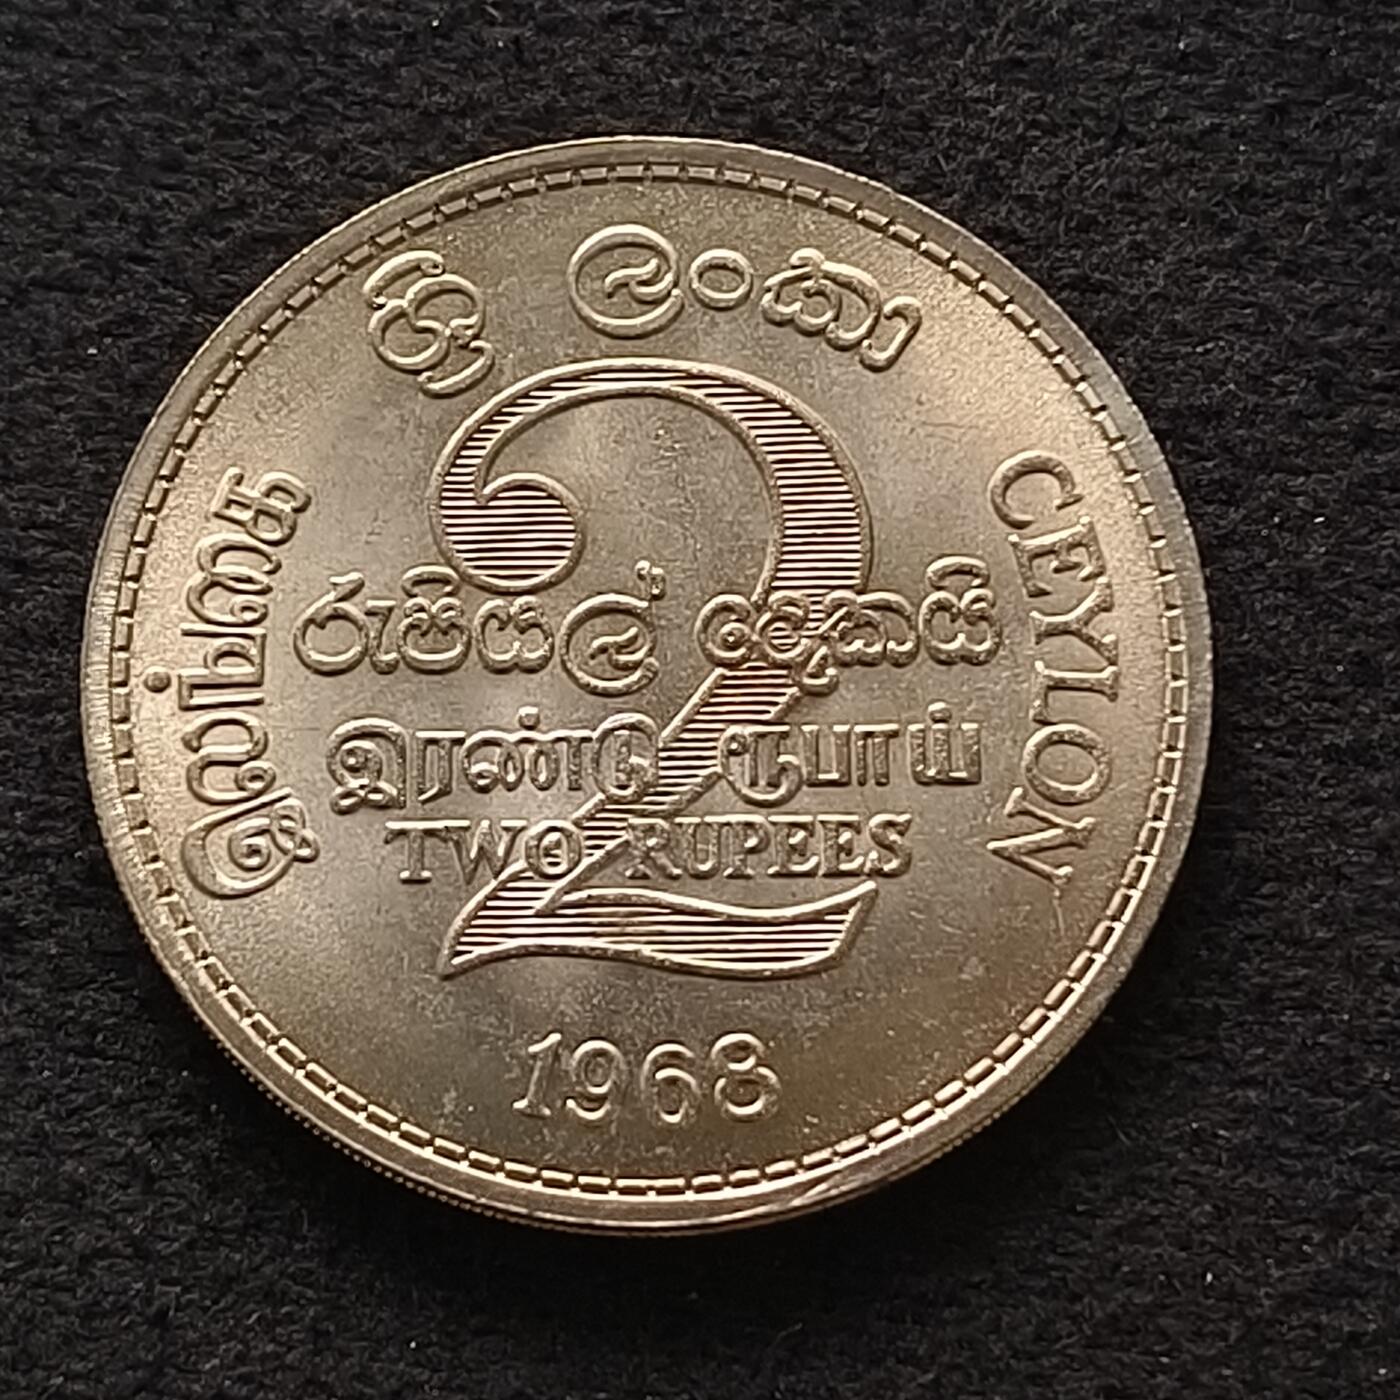 ශ්‍රී ලංකා
இலங்கை
CEYLON
2
රුපියල් දෙකයි
இரண்டு ரூபாய்
TWO RUPEES
1968